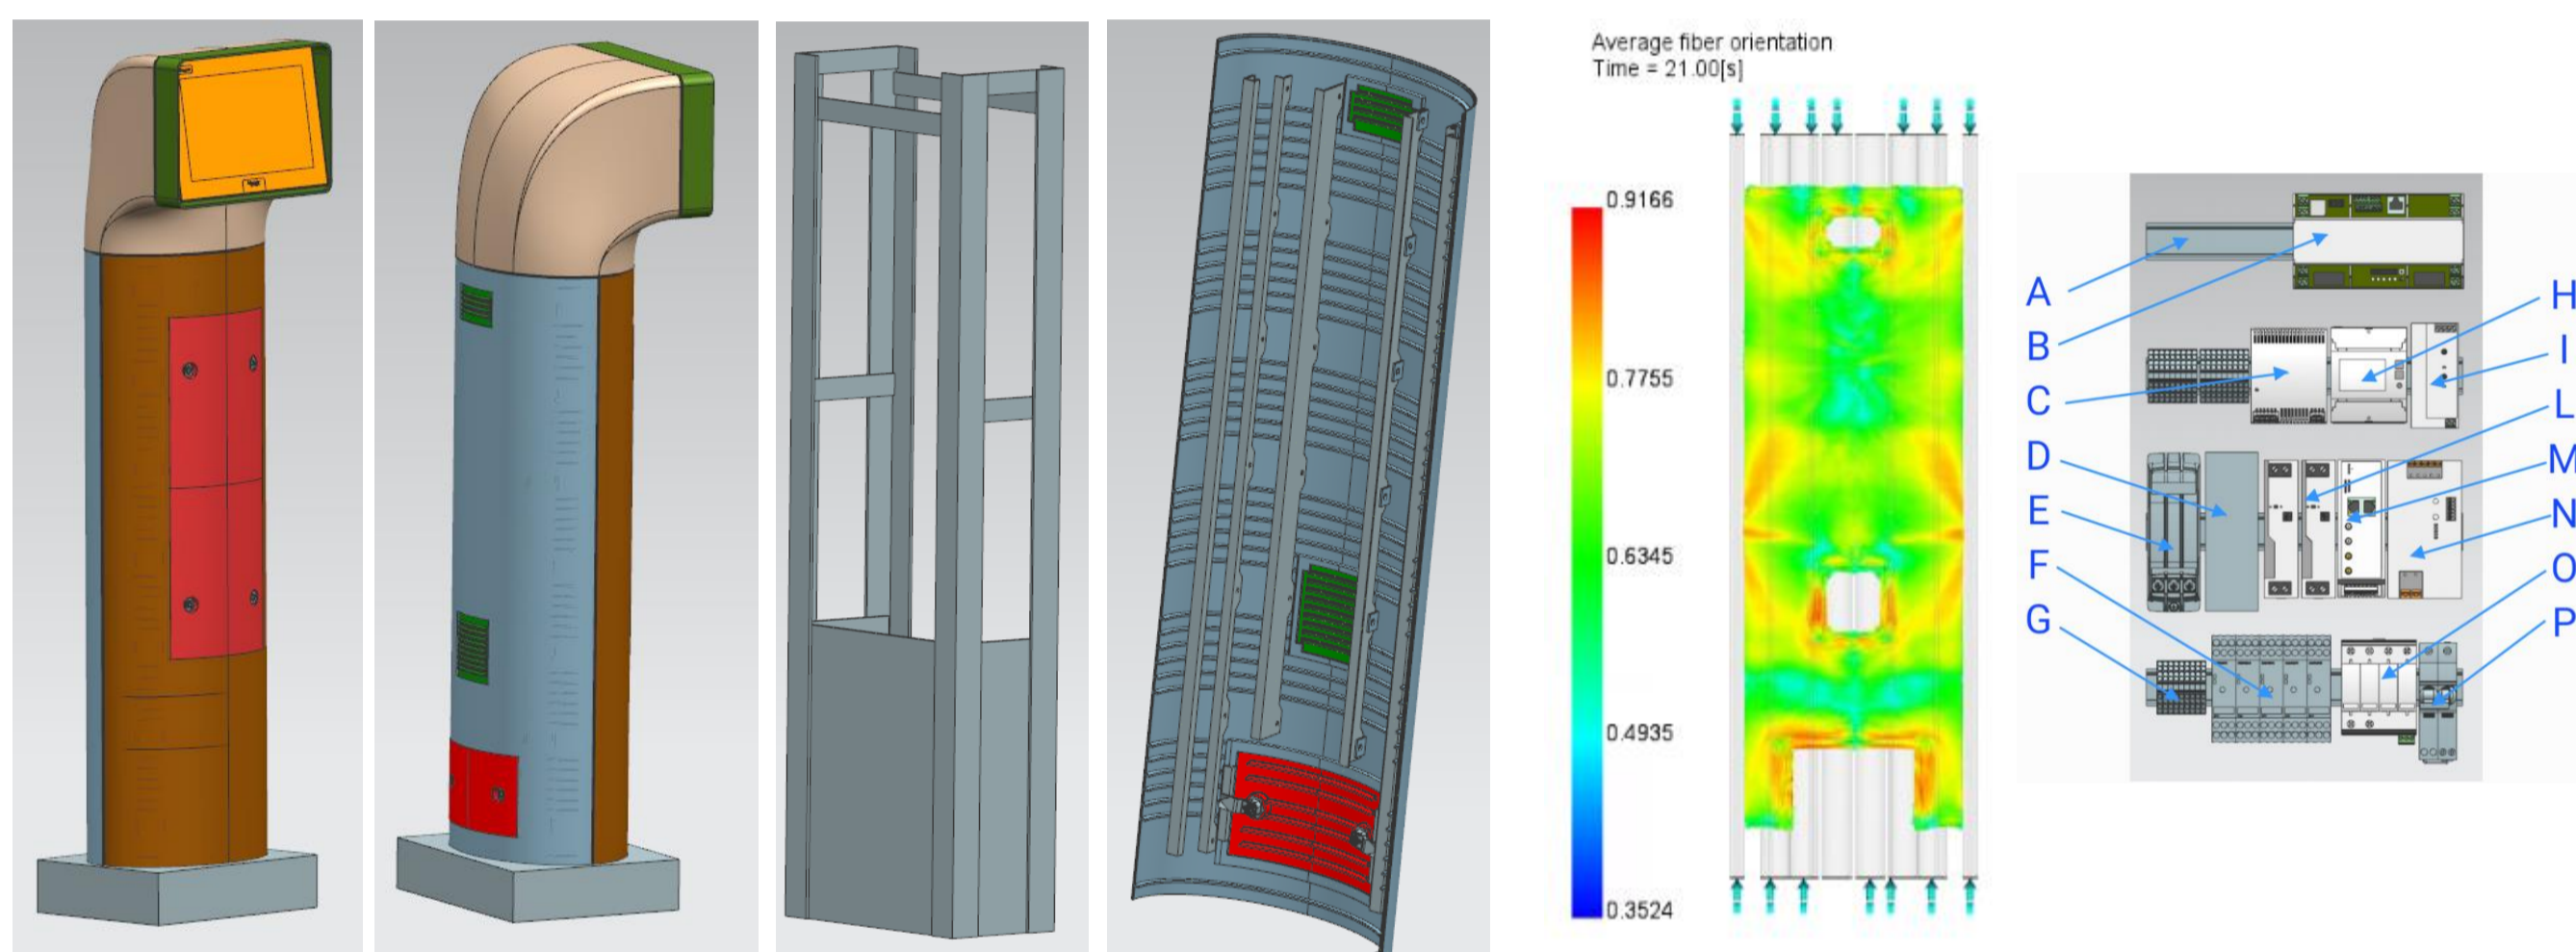 Average fiber orientation
Time = 21.00[s]
0.9166
0.7755
0.6345
0.4935
0.3524
A
B
C
D
E
F
G
H
I
L
M
N
O
P